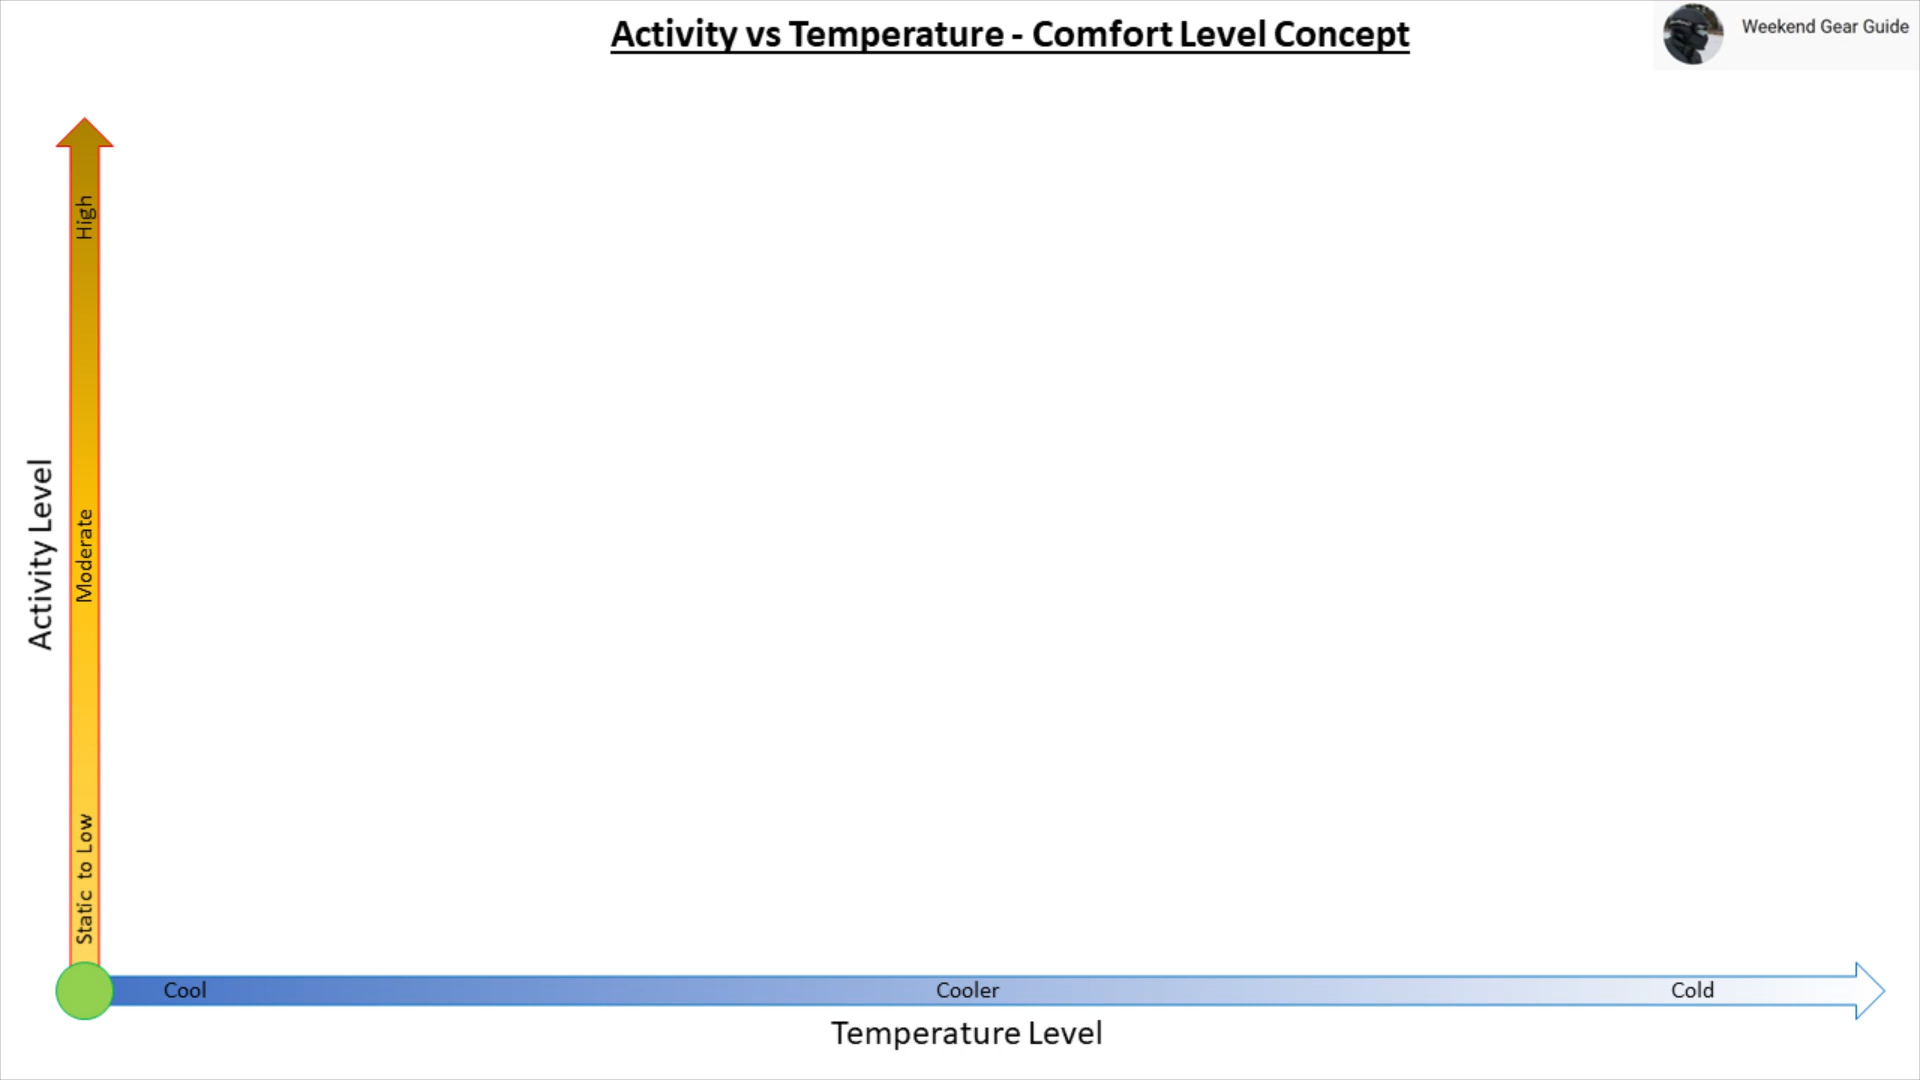 Activity vs Temperature - Comfort Level Concept
Weekend Gear Guide
High
Moderate
Static to Low
Activity Level
Cool
Cooler
Cold
Temperature Level